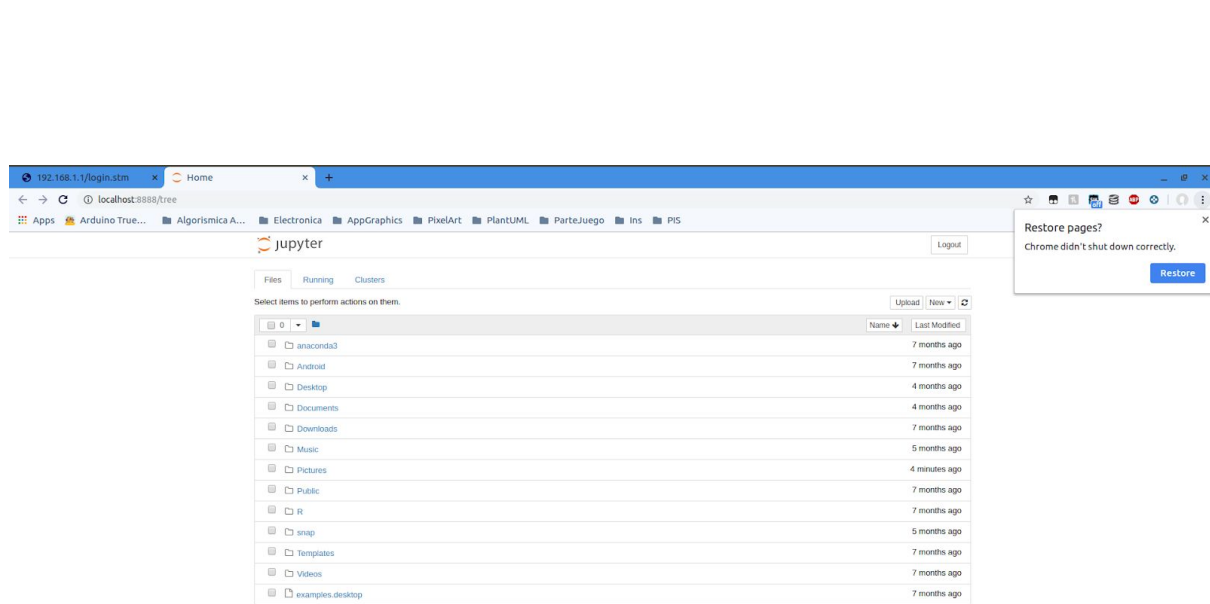 192.168.1.1/login.stm × Home × +
localhost:8888/tree
Apps Arduino True... Algorismica A... Electronica AppGraphics PixelArt PlantUML ParteJuego Ins PIS
Restore pages?
Chrome didn't shut down correctly.
Restore
jupyter Logout
Files Running Clusters
Select items to perform actions on them. Upload New
0 Name Last Modified
anaconda3 7 months ago
Android 7 months ago
Desktop 4 months ago
Documents 4 months ago
Downloads 7 months ago
Music 5 months ago
Pictures 4 minutes ago
Public 7 months ago
R 7 months ago
snap 5 months ago
Templates 7 months ago
Videos 7 months ago
examples.desktop 7 months ago